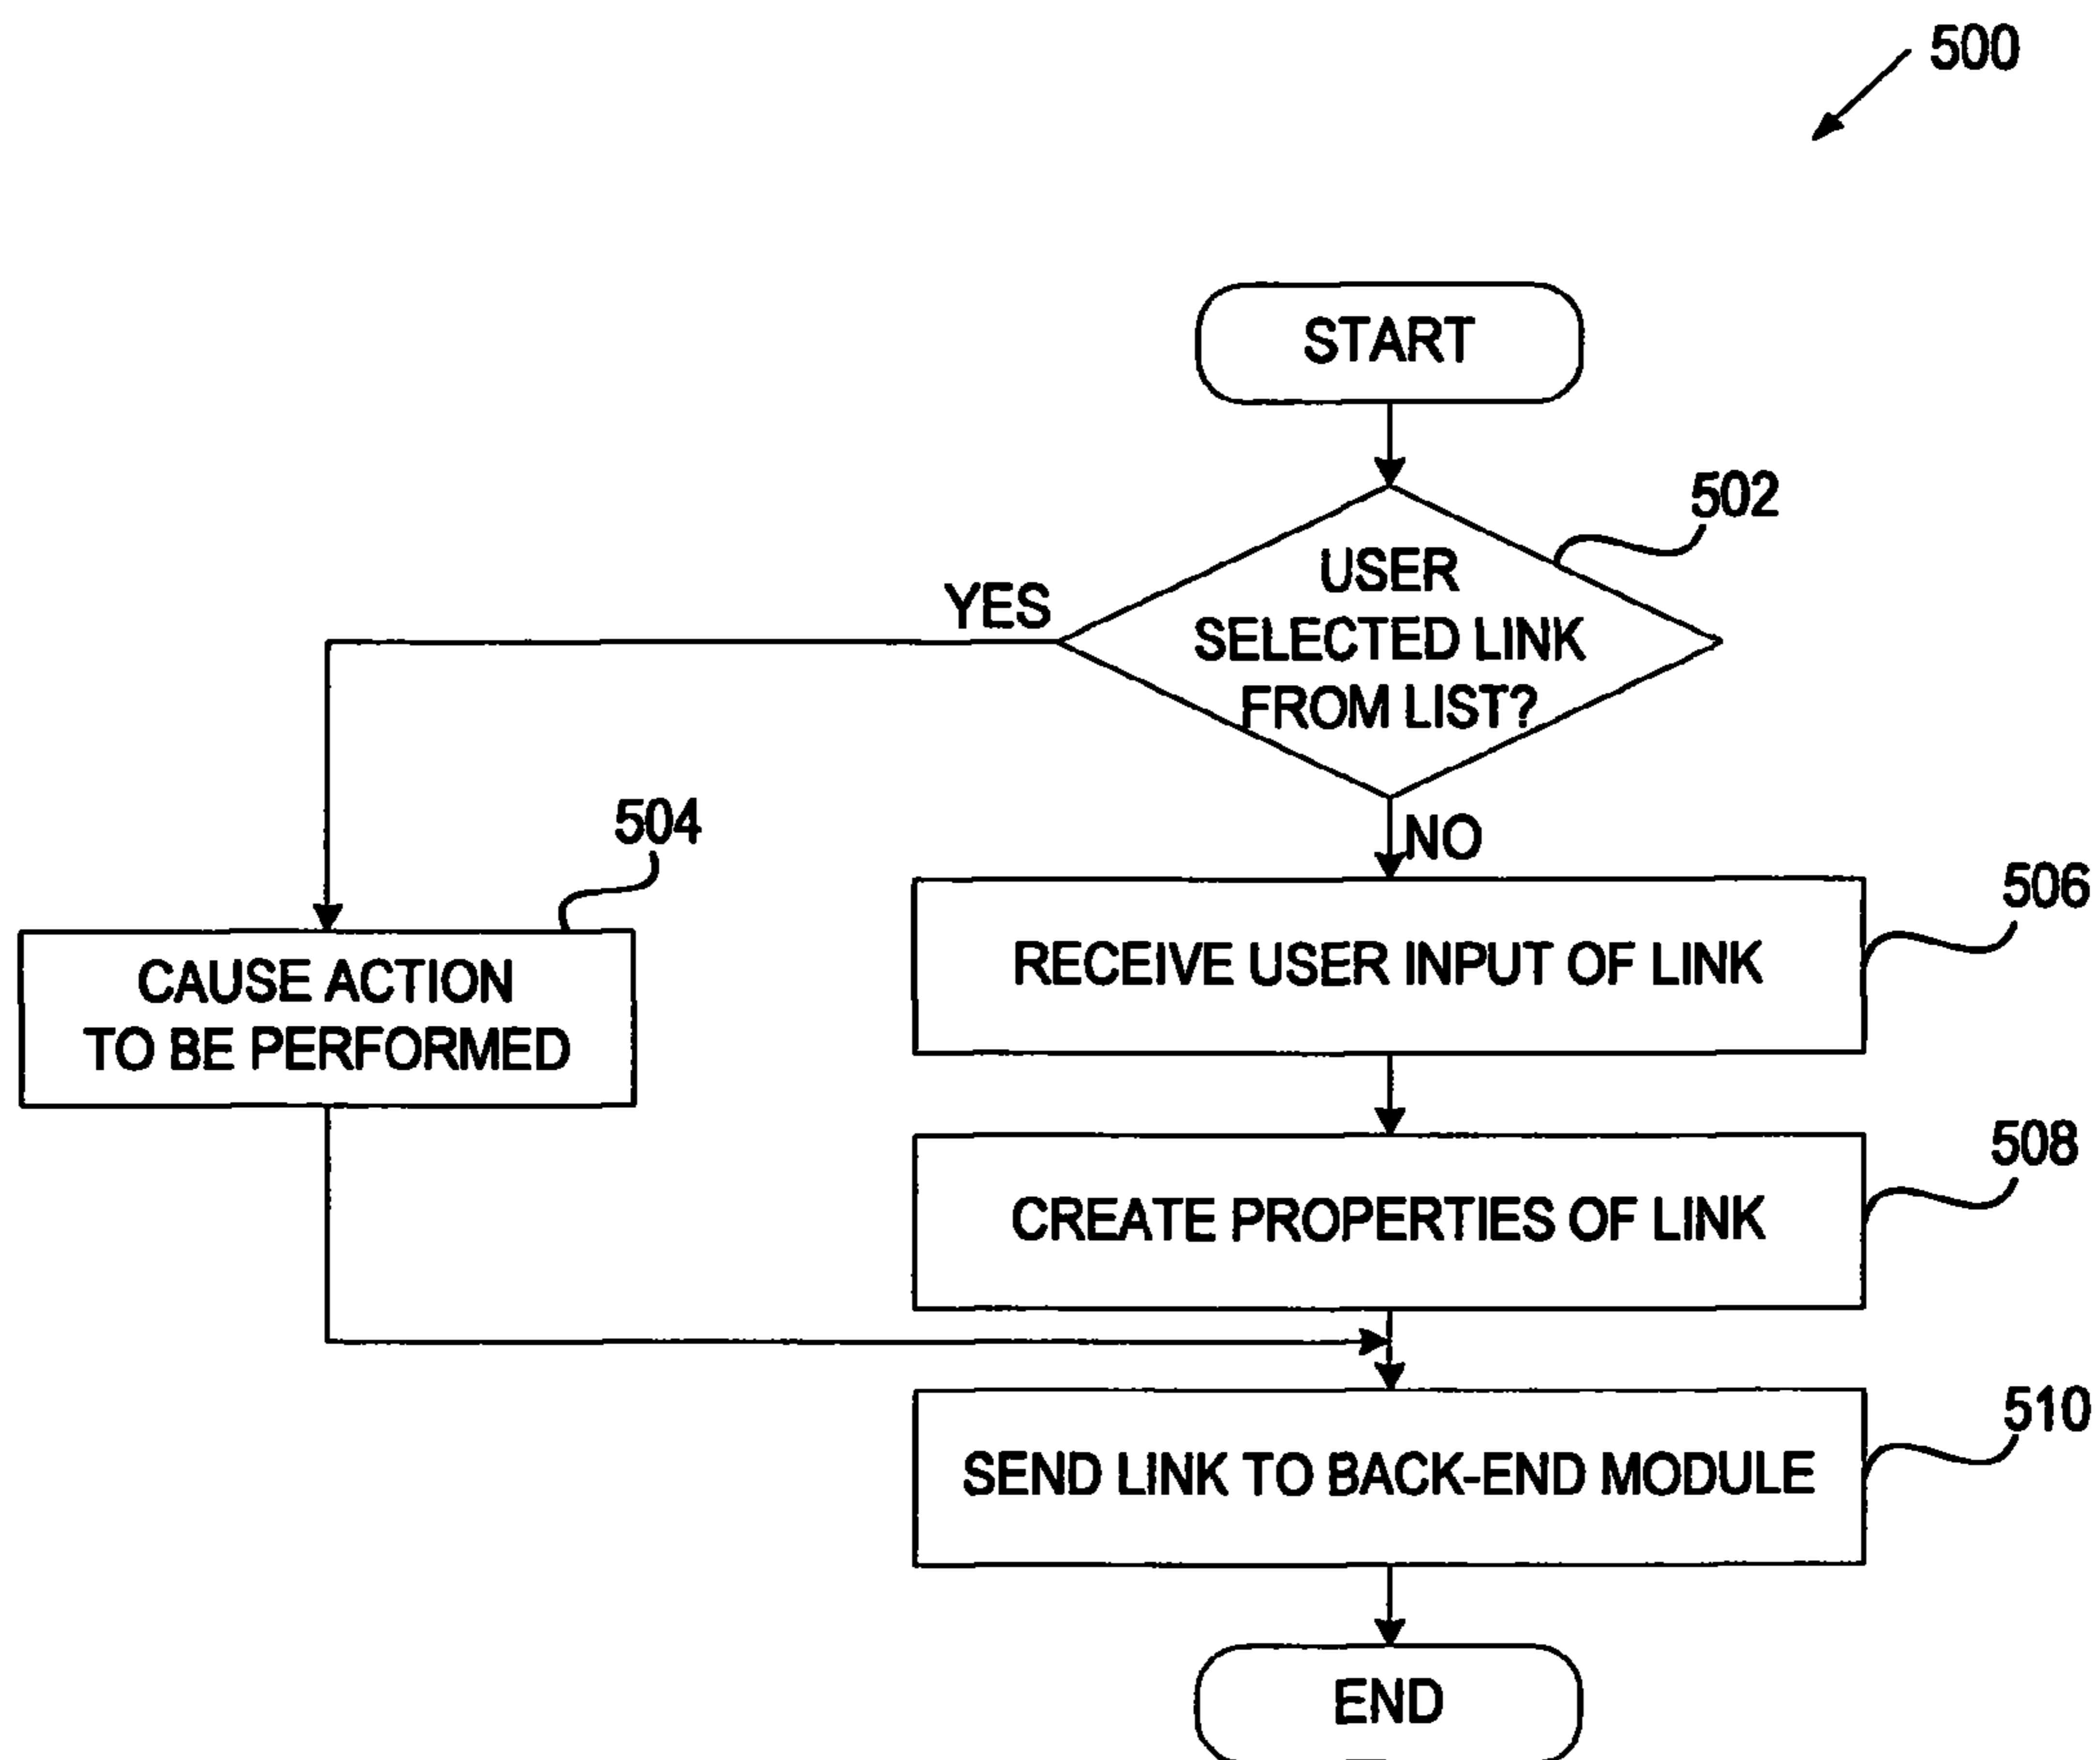 500
START
502
USER
SELECTED LINK
FROM LIST?
YES
NO
504
CAUSE ACTION
TO BE PERFORMED
506
RECEIVE USER INPUT OF LINK
508
CREATE PROPERTIES OF LINK
510
SEND LINK TO BACK-END MODULE
END